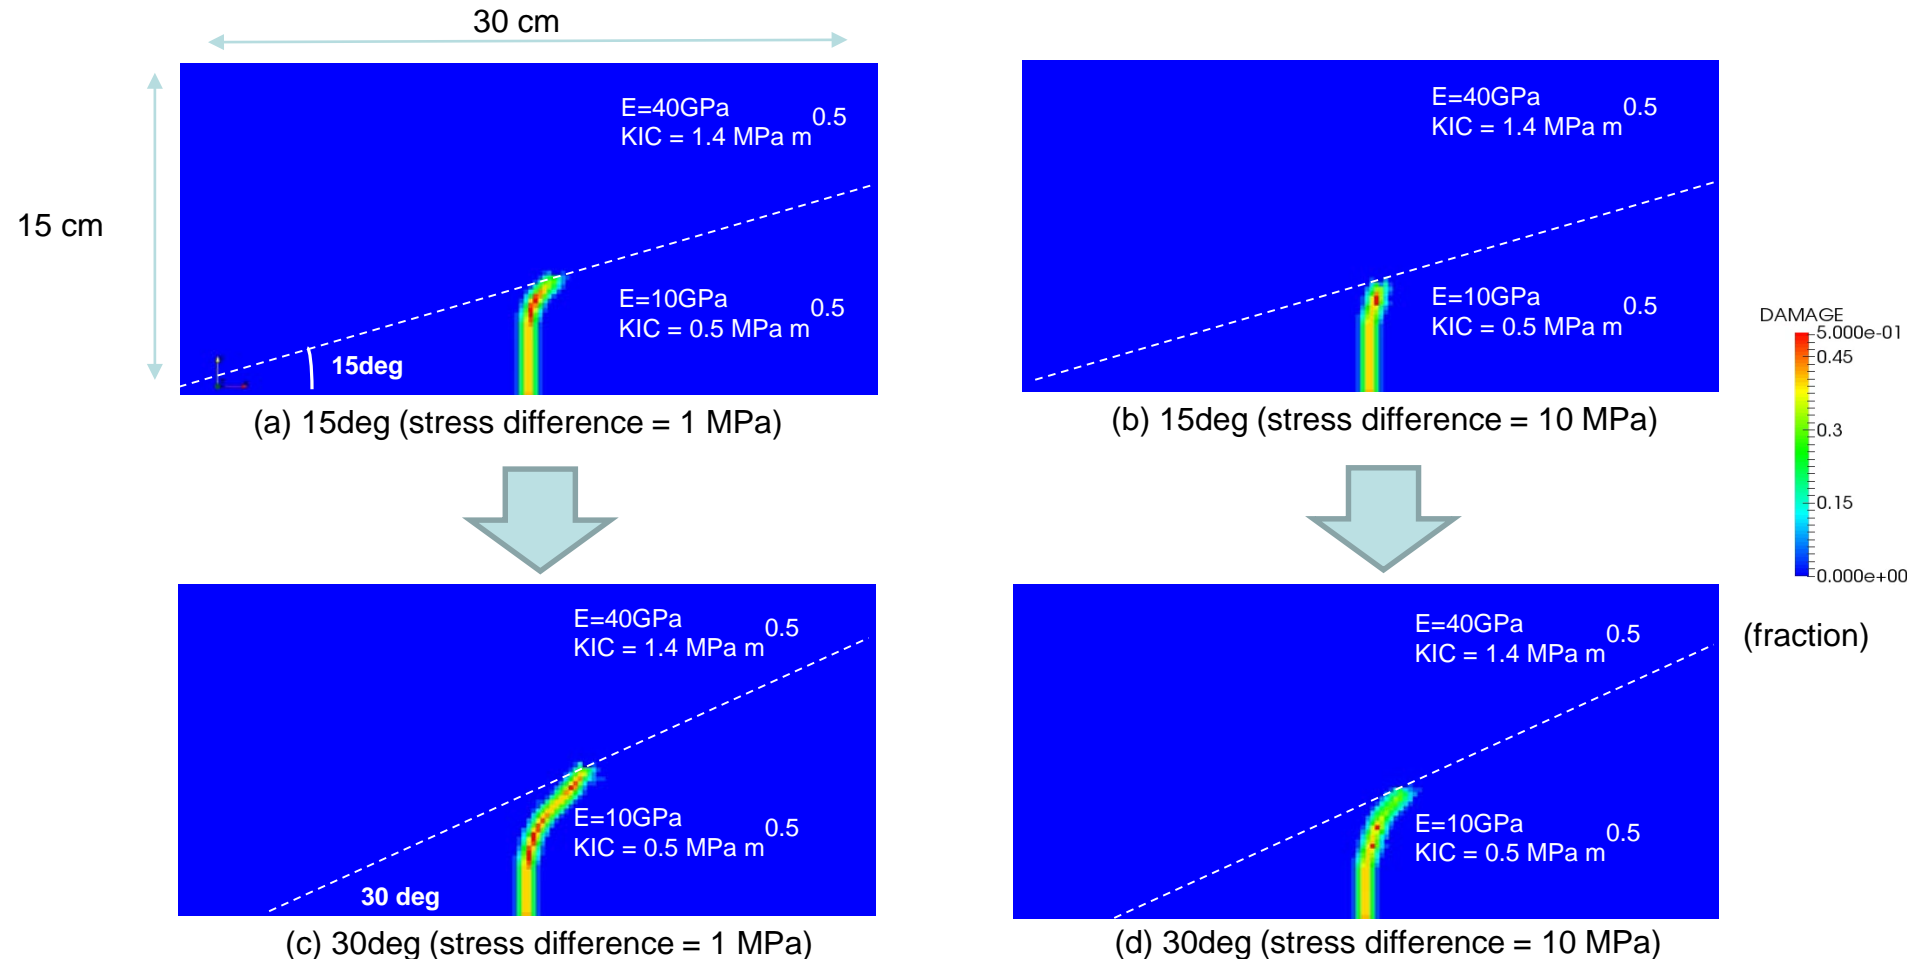 30 cm
15 cm
E=40GPa
KIC = 1.4 MPa m 0.5
E=10GPa
KIC = 0.5 MPa m 0.5
15deg
(a) 15deg (stress difference = 1 MPa)
E=40GPa
KIC = 1.4 MPa m 0.5
E=10GPa
KIC = 0.5 MPa m 0.5
(b) 15deg (stress difference = 10 MPa)
DAMAGE
5.000e-01
0.45
0.3
0.15
0.000e+00
(fraction)
E=40GPa
KIC = 1.4 MPa m 0.5
E=10GPa
KIC = 0.5 MPa m 0.5
30 deg
(c) 30deg (stress difference = 1 MPa)
E=40GPa
KIC = 1.4 MPa m 0.5
E=10GPa
KIC = 0.5 MPa m 0.5
(d) 30deg (stress difference = 10 MPa)